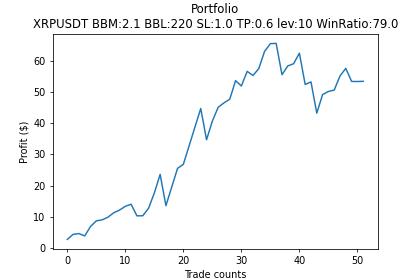 Portfolio
XRPUSDT BBM:2.1 BBL:220 SL:1.0 TP:0.6 lev:10 WinRatio:79.0
Profit ($)
60
50
40
30
20
10
0
0 10 20 30 40 50
Trade counts